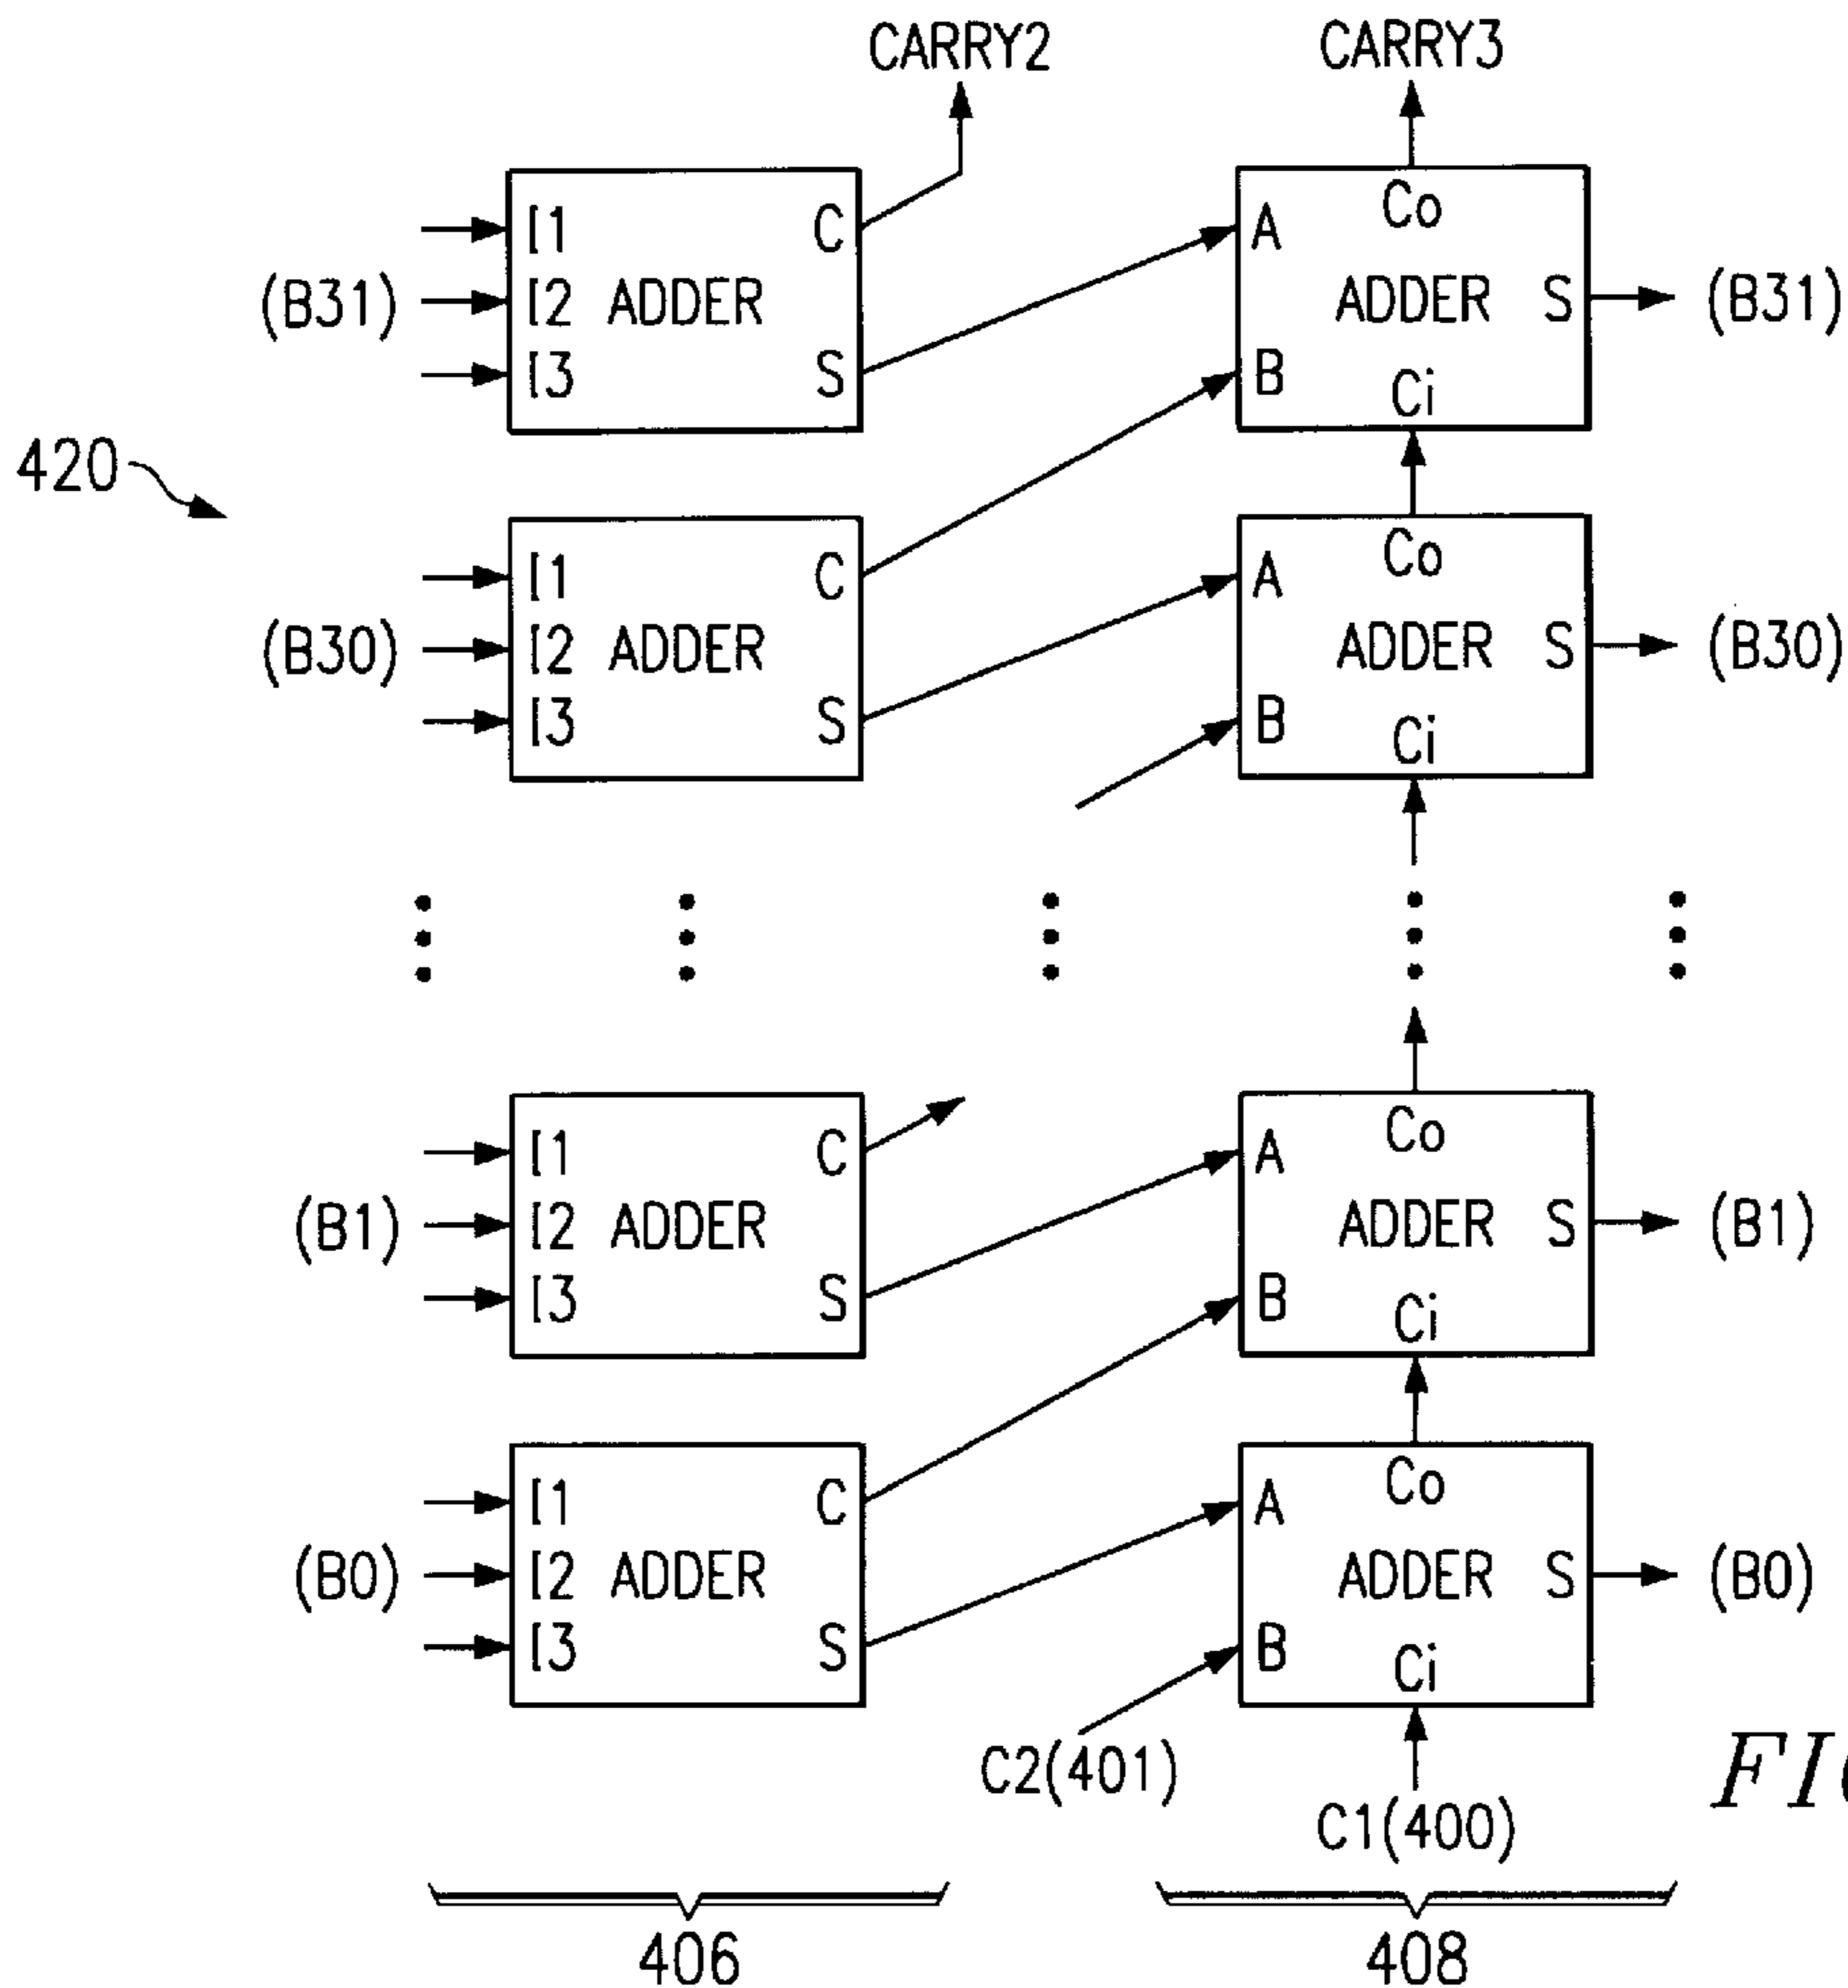 CARRY2 CARRY3
I1 C A Co
(B31) I2 ADDER ADDER S (B31)
I3 S B Ci
420
I1 C A Co
(B30) I2 ADDER ADDER S (B30)
I3 S B Ci
I1 C A Co
(B1) I2 ADDER ADDER S (B1)
I3 S B Ci
I1 C A Co
(B0) I2 ADDER ADDER S (B0)
I3 S B Ci
C2(401)
C1(400)
406 408